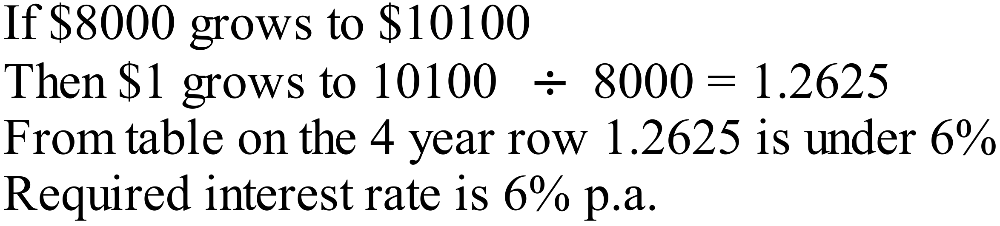 If $8000 grows to $10100
Then $1 grows to 10100 ÷ 8000 = 1.2625
From table on the 4 year row 1.2625 is under 6%
Required interest rate is 6% p.a.